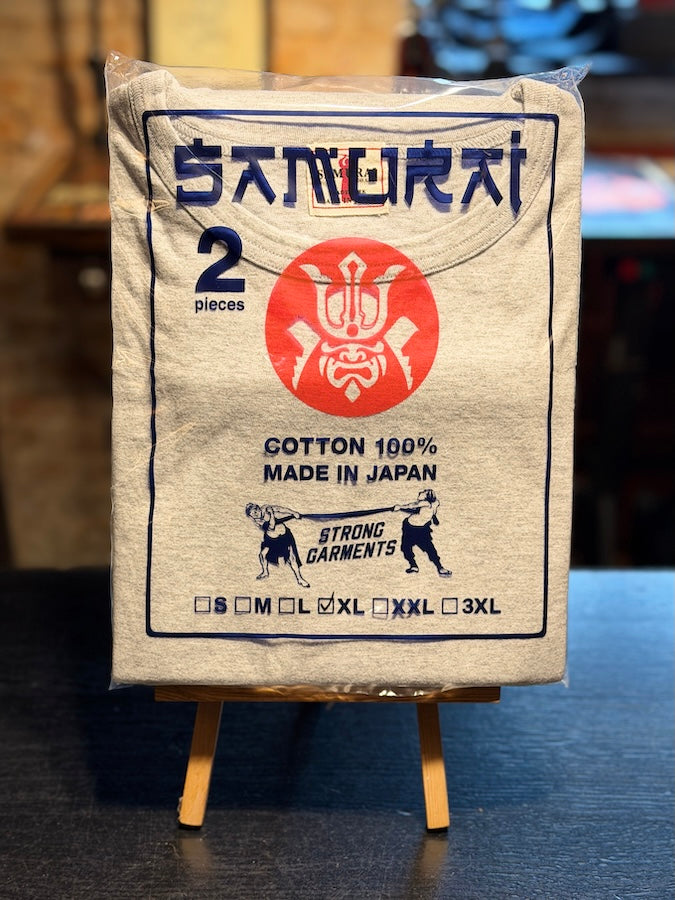 SAMURAI
2
pieces
COTTON 100%
MADE IN JAPAN
STRONG
GARMENTS
☐S ☐M ☐L ☑XL ☐XXL ☐3XL